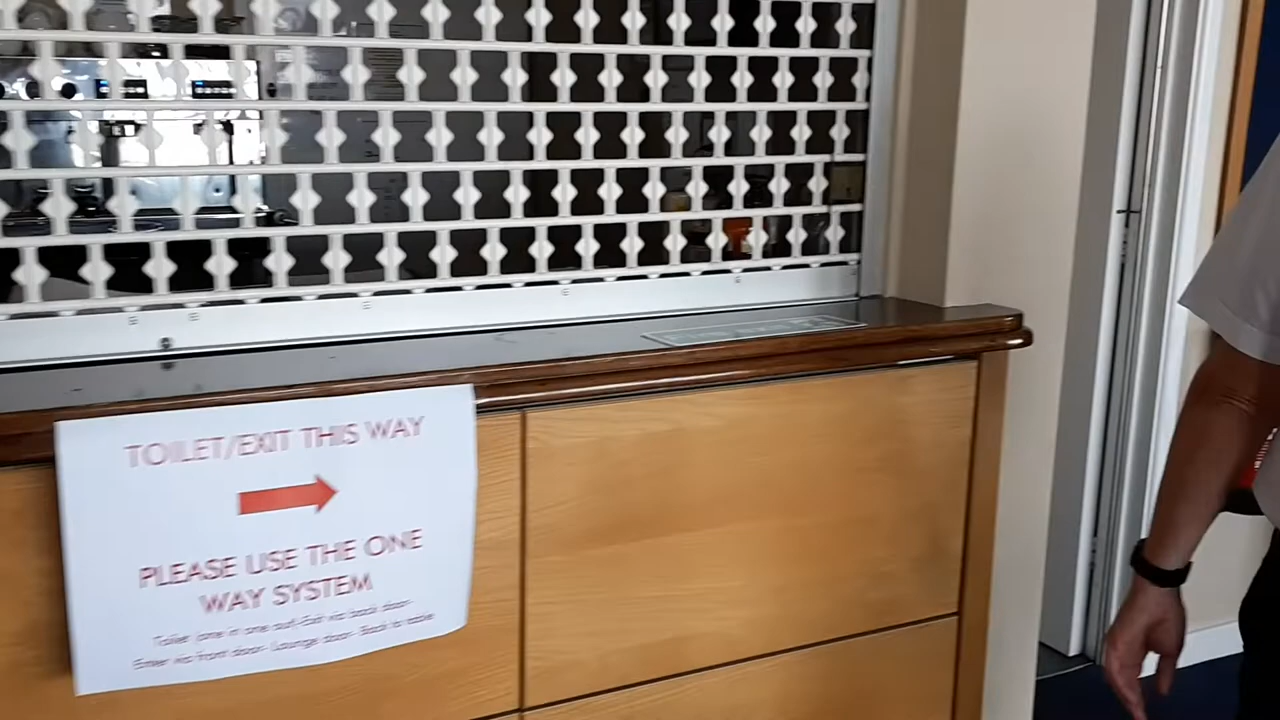 TOILET/EXIT THIS WAY
PLEASE USE THE ONE
WAY SYSTEM
Toilet (one in one out)-Exit via back door-
Enter via front door- Lounge door- Back to table